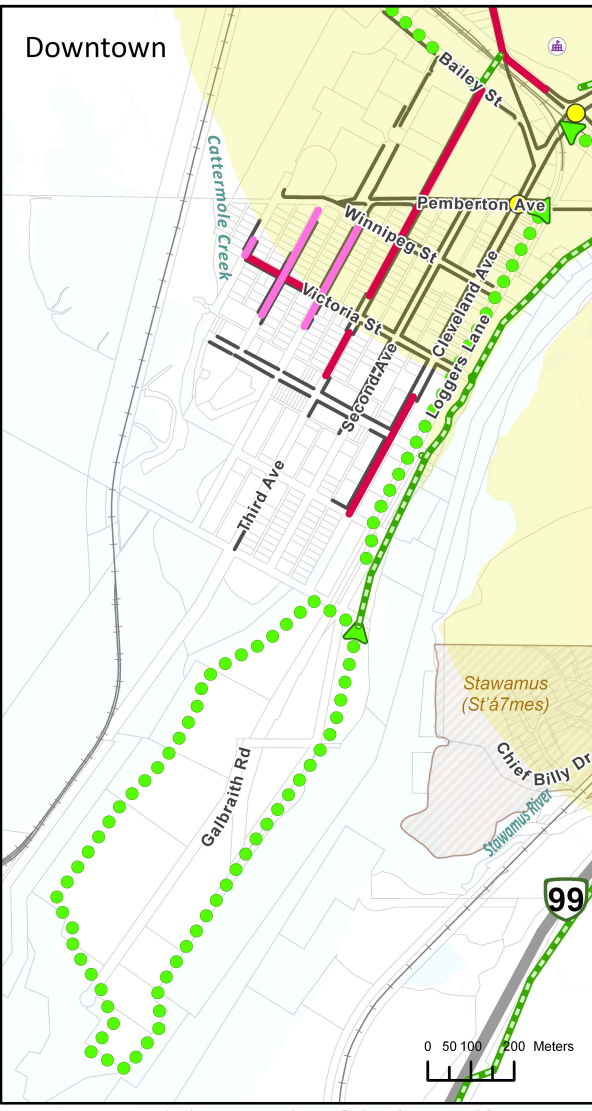 Downtown
Bailey St
Cattermole Creek
Pemberton Ave
Winnipeg St
Victoria St
Cleveland Ave
Loggers Lane
Second Ave
Third Ave
Stawamus
(St'á7mes)
Chief Billy Dr
Stawamus River
Galbraith Rd
99
0 50 100 200 Meters